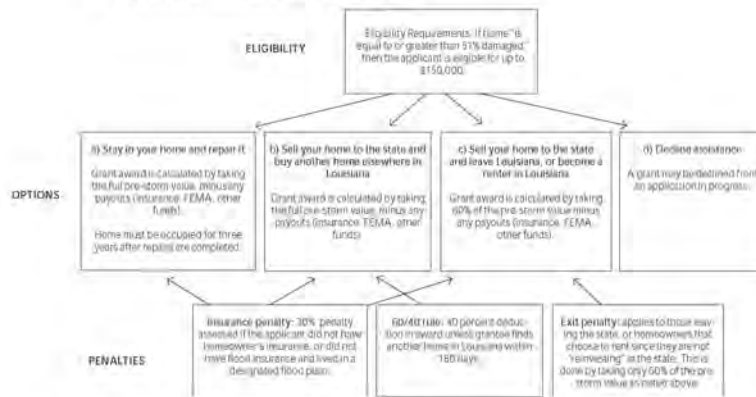 ELIGIBILITY
Eligibility Requirements: If home" is
equal to or greater than 51% damaged,
then the applicant is eligible for up to
$150,000.
OPTIONS
a) Stay in your home and repair it
Grant award is calculated by taking
the full pre-storm value, minus any
payouts (insurance, FEMA, other
funds).
Home must be occupied for three
years after repairs are completed.
b) Sell your home to the state and
buy another home elsewhere in
Louisiana
Grant award is calculated by taking
the full pre-storm value, minus any
payouts (insurance, FEMA, other
funds).
c) Sell your home to the state
and leave Louisiana, or become a
renter in Louisiana
Grant award is calculated by taking
60% of the pre-storm value minus
any payouts (insurance, FEMA,
other funds).
d) Decline assistance
A grant may be declined from
an application in progress.
PENALTIES
Insurance penalty: 30% penalty
assessed if the applicant did not have
homeowner's insurance, or did not
have flood insurance and lived in a
designated flood plain.
60/40 rule: 40 percent deduc-
tion in award unless grantee finds
another home in Louisiana within
180 days.
Exit penalty: applies to those leav-
ing the state, or homeowners that
choose to rent since they are not
"reinvesting" in the state. This is
done by taking only 60% of the pre
storm value as noted above.